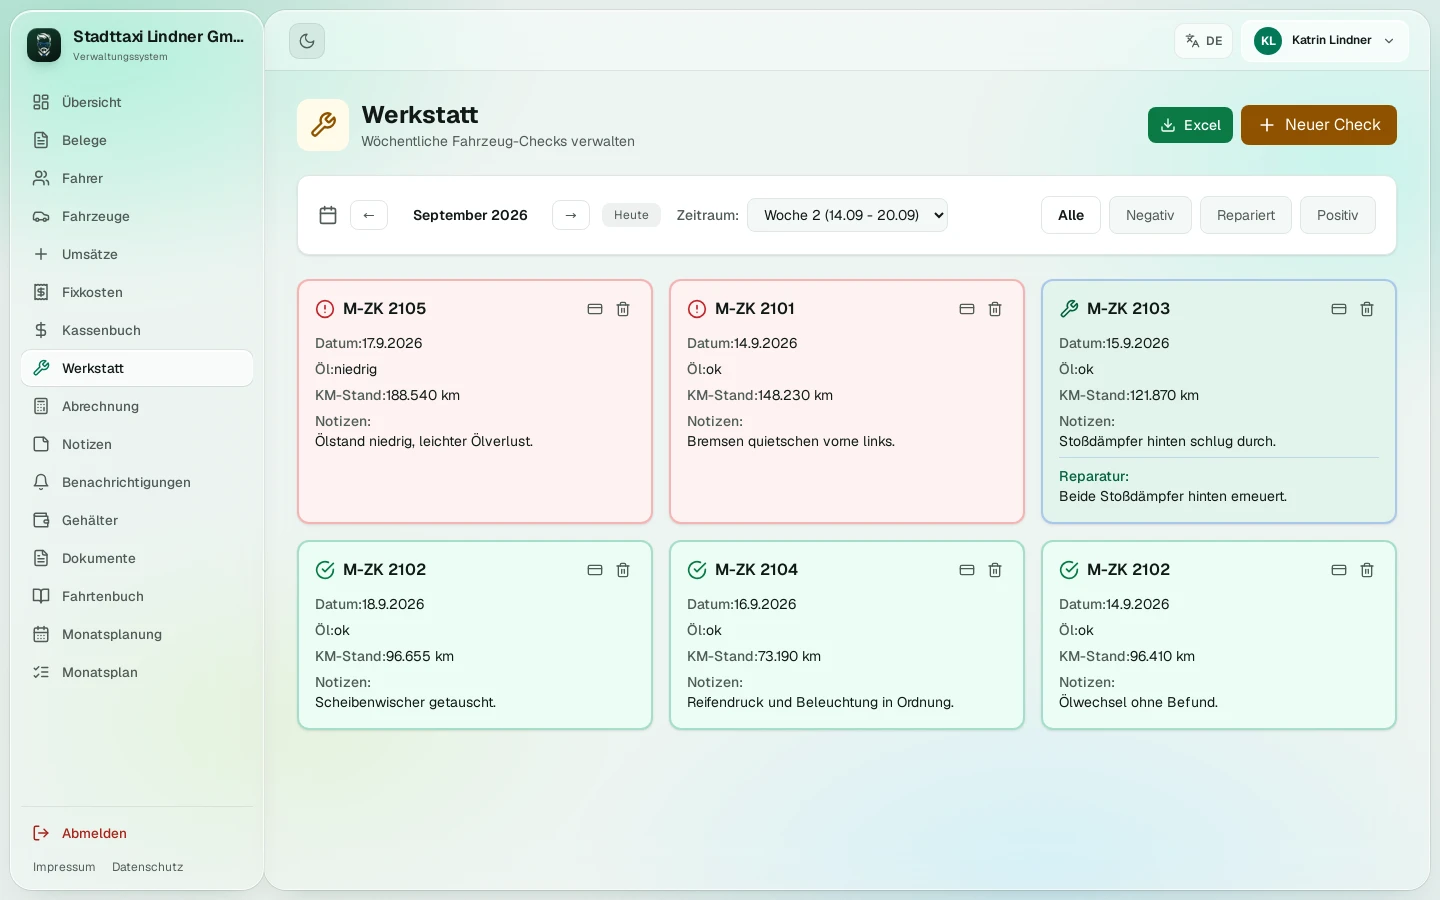 Stadttaxi Lindner Gm...
Verwaltungssystem
Übersicht
Belege
Fahrer
Fahrzeuge
Umsätze
Fixkosten
Kassenbuch
Werkstatt
Abrechnung
Notizen
Benachrichtigungen
Gehälter
Dokumente
Fahrtenbuch
Monatsplanung
Monatsplan
Abmelden
Impressum Datenschutz
DE
KL Katrin Lindner
Werkstatt
Wöchentliche Fahrzeug-Checks verwalten
Excel
Neuer Check
← September 2026 → Heute Zeitraum: Woche 2 (14.09 - 20.09) Alle Negativ Repariert Positiv
M-ZK 2105
Datum:17.9.2026
Öl:niedrig
KM-Stand:188.540 km
Notizen:
Ölstand niedrig, leichter Ölverlust.
M-ZK 2101
Datum:14.9.2026
Öl:ok
KM-Stand:148.230 km
Notizen:
Bremsen quietschen vorne links.
M-ZK 2103
Datum:15.9.2026
Öl:ok
KM-Stand:121.870 km
Notizen:
Stoßdämpfer hinten schlug durch.
Reparatur:
Beide Stoßdämpfer hinten erneuert.
M-ZK 2102
Datum:18.9.2026
Öl:ok
KM-Stand:96.655 km
Notizen:
Scheibenwischer getauscht.
M-ZK 2104
Datum:16.9.2026
Öl:ok
KM-Stand:73.190 km
Notizen:
Reifendruck und Beleuchtung in Ordnung.
M-ZK 2102
Datum:14.9.2026
Öl:ok
KM-Stand:96.410 km
Notizen:
Ölwechsel ohne Befund.